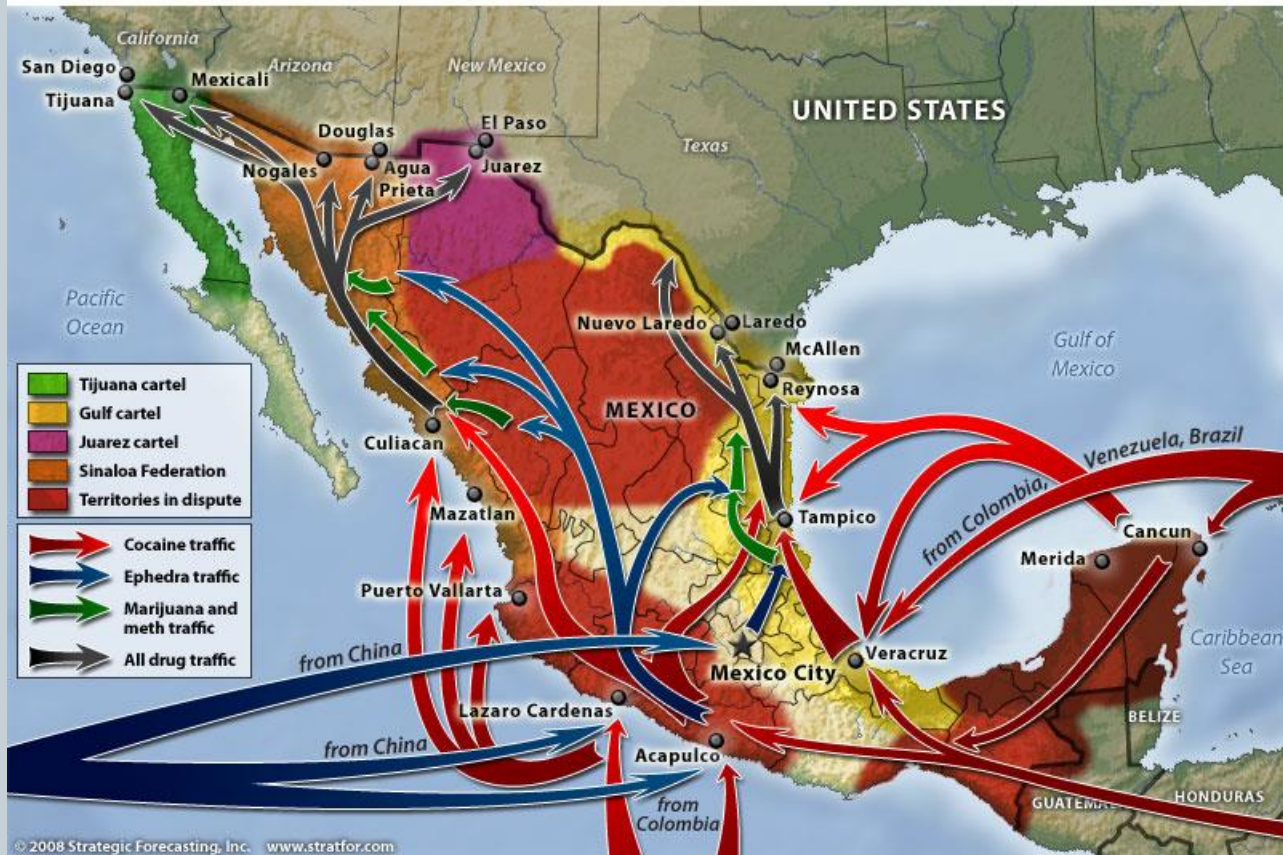 California
Arizona
New Mexico
San Diego
Tijuana
Mexicali
UNITED STATES
Douglas
El Paso
Nogales
Agua
Prieta
Juarez
Texas
Pacific
Ocean
Nuevo Laredo
Laredo
McAllen
Reynosa
Gulf of
Mexico
Tijuana cartel
Gulf cartel
Juarez cartel
Sinaloa Federation
Territories in dispute
MEXICO
Culiacan
from Colombia, Venezuela, Brazil
Mazatlan
Tampico
Cancun
Merida
Cocaine traffic
Ephedra traffic
Marijuana and
meth traffic
All drug traffic
Puerto Vallarta
from China
Mexico City
Veracruz
Caribbean
Sea
Lazaro Cardenas
BELIZE
from China
Acapulco
from
Colombia
GUATEMALA
HONDURAS
© 2008 Strategic Forecasting, Inc. www.stratfor.com